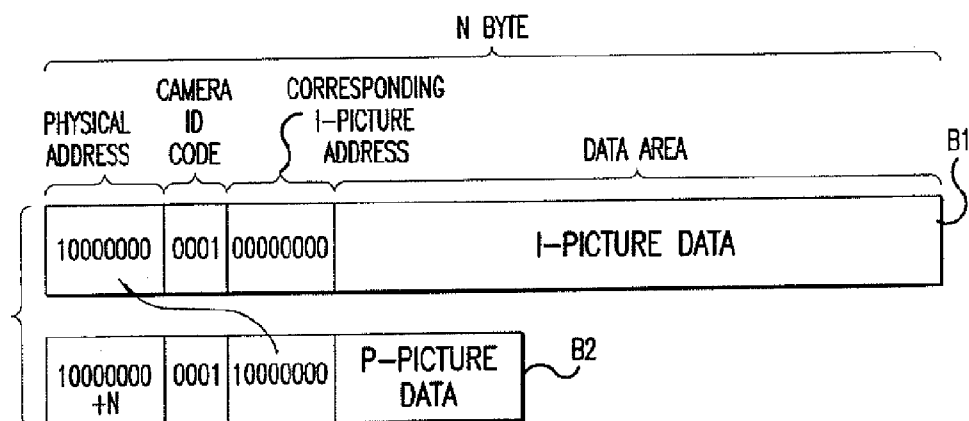 N BYTE
PHYSICAL
ADDRESS
CAMERA
ID
CODE
CORRESPONDING
I-PICTURE
ADDRESS
DATA AREA
B1
10000000
0001
00000000
I-PICTURE DATA
10000000
+N
0001
10000000
P-PICTURE
DATA
B2